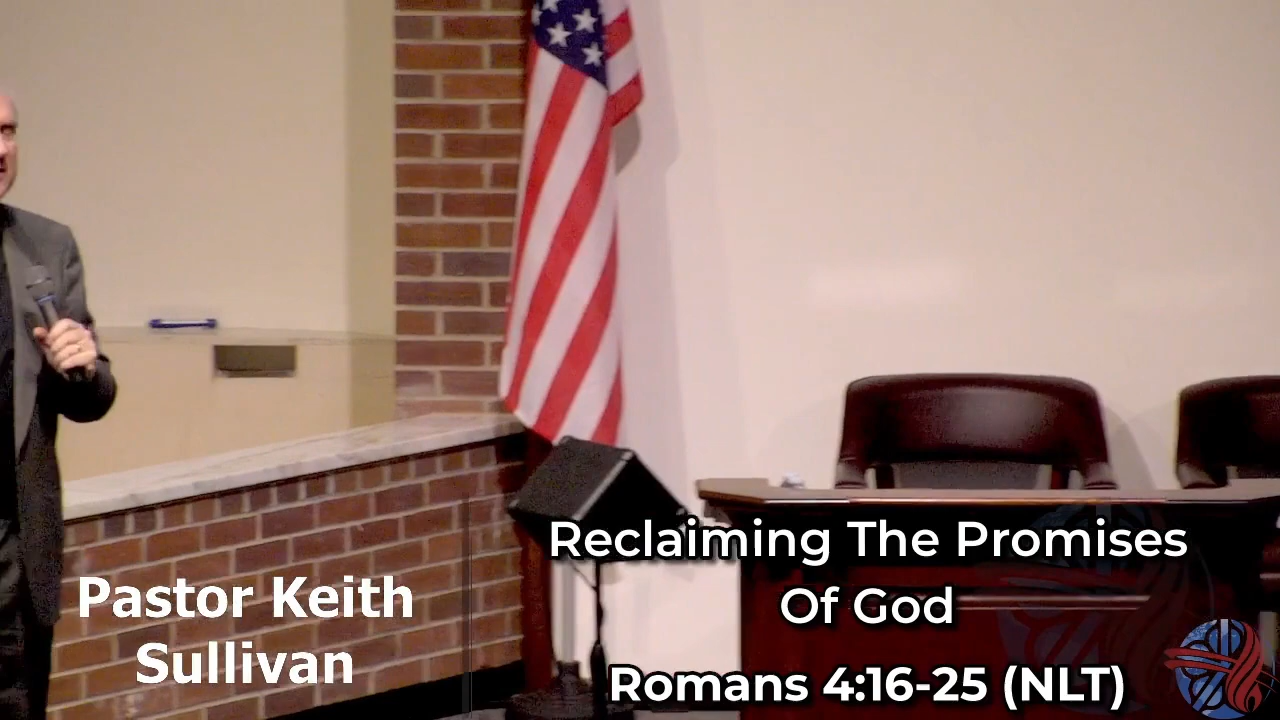 Pastor Keith
Sullivan
Reclaiming The Promises
Of God
Romans 4:16-25 (NLT)